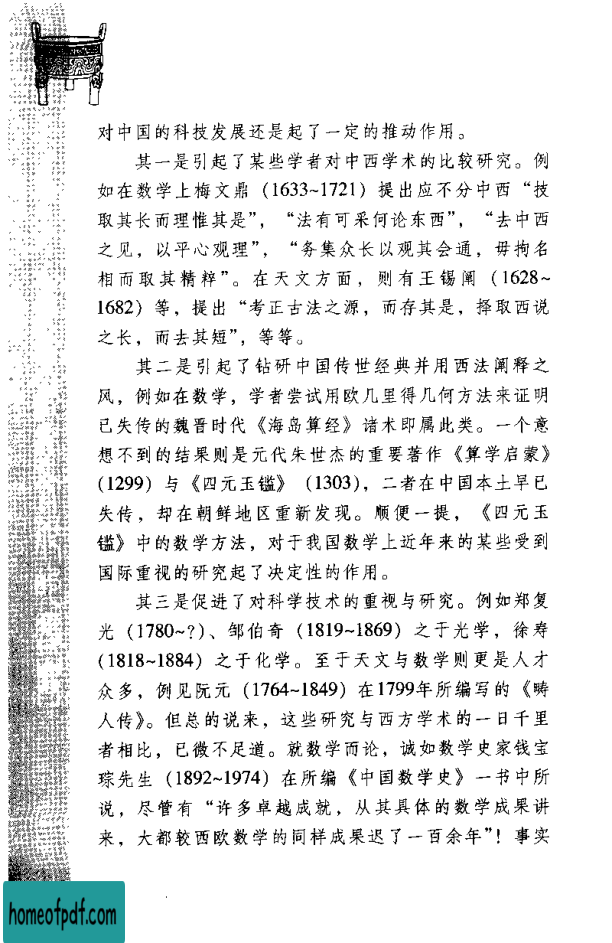 对中国的科技发展还是起了一定的推动作用。
其一是引起了某些学者对中西学术的比较研究。例
如在数学上梅文鼎（1633~1721）提出应不分中西“技
取其长而理惟其是”，“法有可采何论东西”，“去中西
之见，以平心观理”，“务集众长以观其会通，毋拘名
相而取其精粹”。在天文方面，则有王锡阐（1628~
1682）等，提出“考正古法之源，而存其是，择取西说
之长，而去其短”，等等。
其二是引起了钻研中国传世经典并用西法阐释之
风，例如在数学，学者尝试用欧几里得几何方法来证明
已失传的魏晋时代《海岛算经》诸术即属此类。一个意
想不到的结果则是元代朱世杰的重要著作《算学启蒙》
(1299）与《四元玉鑑》（1303），二者在中国本土早已
失传，却在朝鲜地区重新发现。顺便一提，《四元玉
鑑》中的数学方法，对于我国数学上近年来的某些受到
国际重视的研究起了决定性的作用。
其三是促进了对科学技术的重视与研究。例如郑复
光（1780~?）、邹伯奇（1819~1869）之于光学，徐寿
(1818~1884）之于化学。至于天文与数学则更是人才
众多，例见阮元（1764~1849）在1799年所编写的《畴
人传》。但总的说来，这些研究与西方学术的一日千里
者相比，已微不足道。就数学而论，诚如数学史家钱宝
琮先生（1892~1974）在所编《中国数学史》一书中所
说，尽管有“许多卓越成就，从其具体的数学成果讲
来，大都较西欧数学的同样成果迟了一百余年”！事实
homeofpdf.com